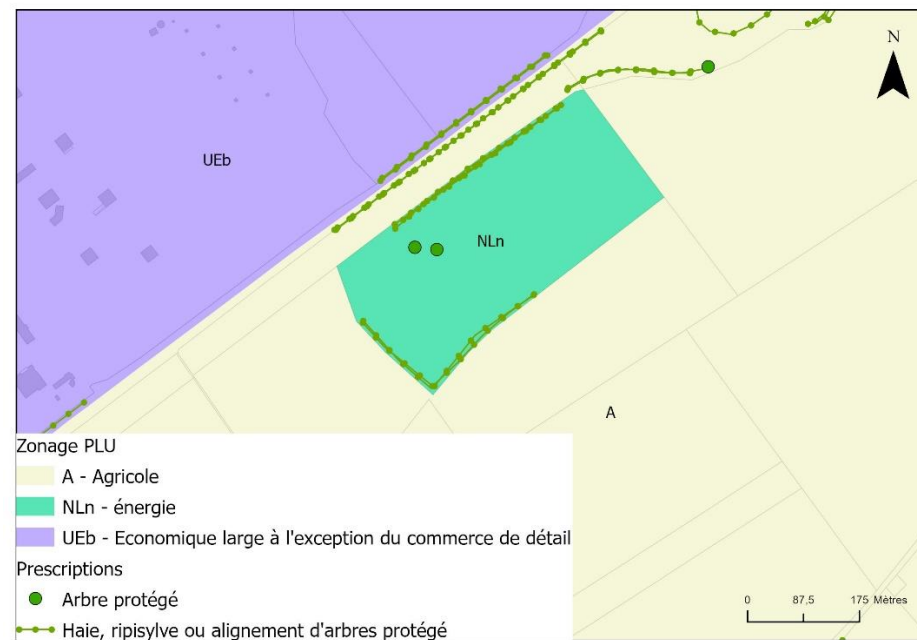 N
UEb
NLn
A
Zonage PLU
A - Agricole
NLn - énergie
UEb - Economique large à l'exception du commerce de détail
Prescriptions
Arbre protégé
Haie, ripisylve ou alignement d'arbres protégé
0 87,5 175 Mètres